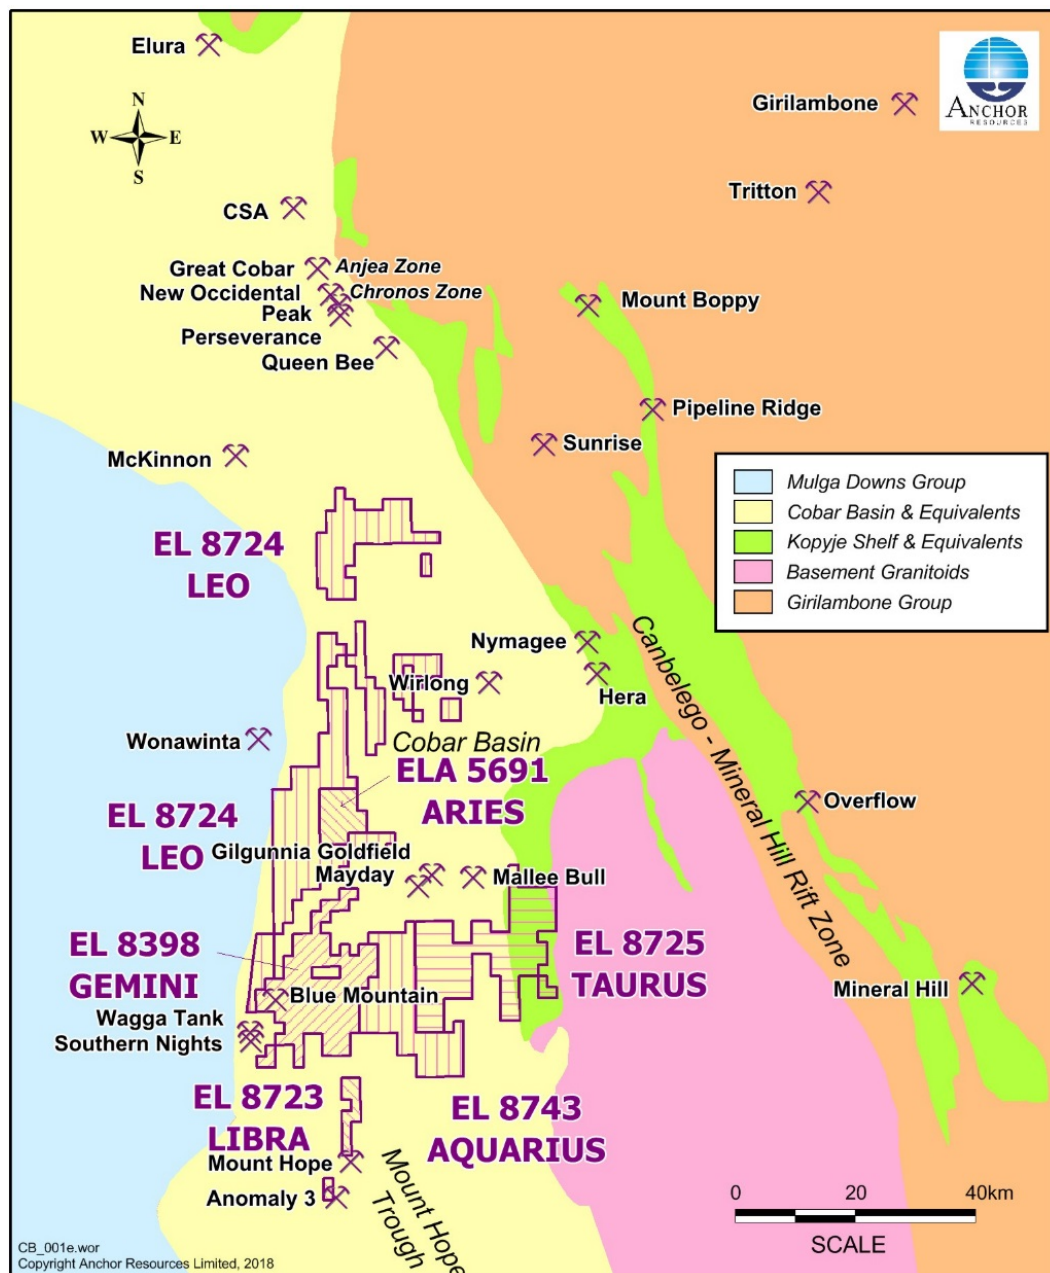 Elura
N
W E
S
Girilambone
ANCHOR
RESOURCES
Tritton
CSA
Great Cobar
Anjea Zone
New Occidental
Chronos Zone
Peak
Perseverance
Queen Bee
Mount Boppy
Pipeline Ridge
Sunrise
McKinnon
Mulga Downs Group
Cobar Basin & Equivalents
Kopyje Shelf & Equivalents
Basement Granitoids
Girilambone Group
EL 8724
LEO
Nymagee
Wirlong
Hera
Canbelego - Mineral Hill Rift Zone
Wonawinta
Cobar Basin
ELA 5691
ARIES
Overflow
EL 8724
LEO
Gilgunnia Goldfield
Mayday
Mallee Bull
EL 8398
GEMINI
EL 8725
TAURUS
Blue Mountain
Mineral Hill
Wagga Tank
Southern Nights
EL 8723
LIBRA
EL 8743
AQUARIUS
Mount Hope
Anomaly 3
Mount Hope
Trough
0 20 40km
SCALE
CB_001e.wor
Copyright Anchor Resources Limited, 2018